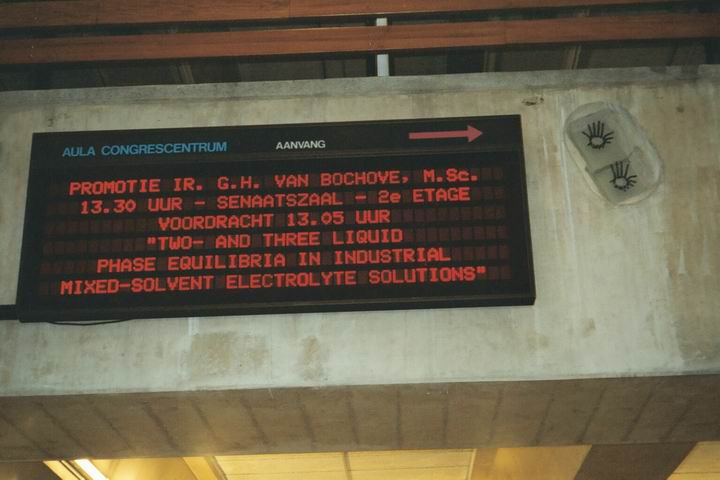 AULA CONGRESCENTRUM AANVANG
PROMOTIE IR. G.H. VAN BOCHOVE, M.Sc.
13.30 UUR - SENAATSZAAL - 2e ETAGE
VOORDRACHT 13.05 UUR
"TWO- AND THREE LIQUID
PHASE EQUILIBRIA IN INDUSTRIAL
MIXED-SOLVENT ELECTROLYTE SOLUTIONS"